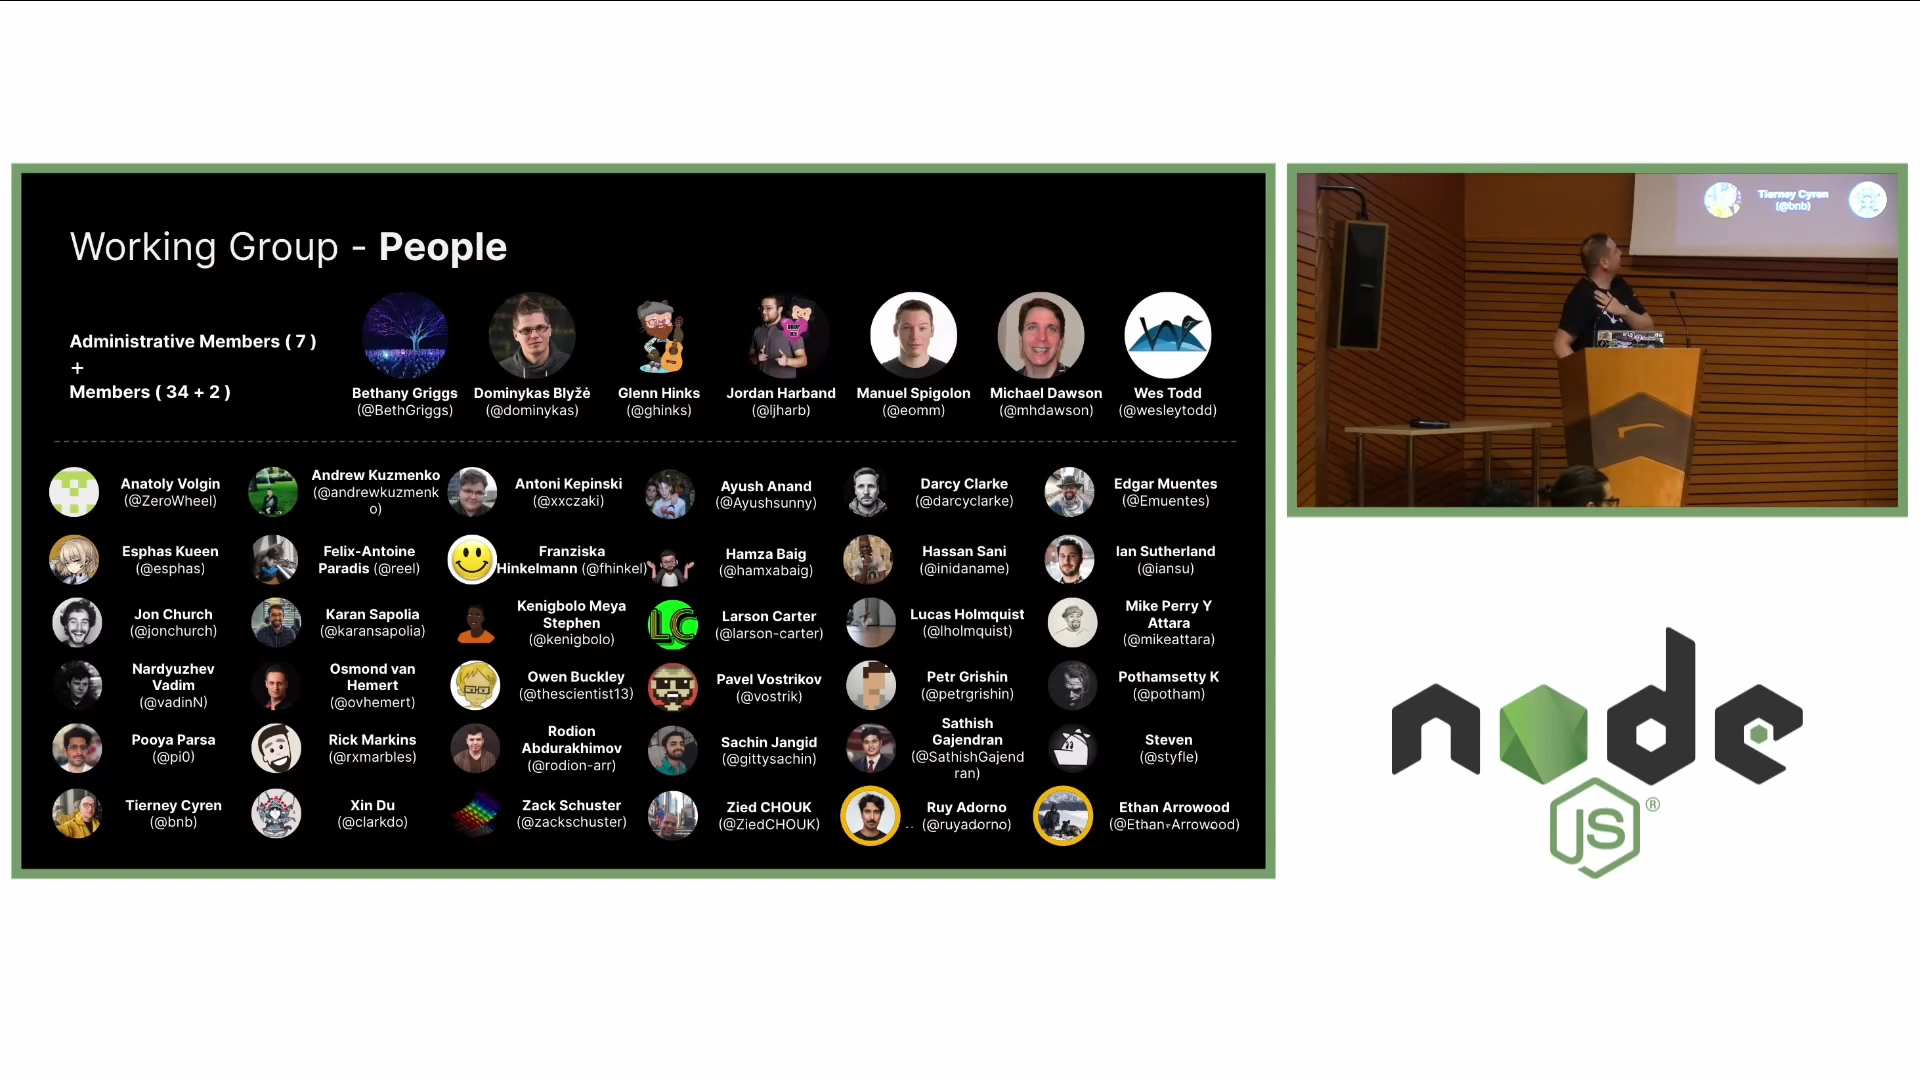 Working Group - People
Administrative Members ( 7 )
+
Members ( 34 + 2 )
Bethany Griggs
(@BethGriggs)
Dominykas Blyžė
(@dominykas)
Glenn Hinks
(@ghinks)
Jordan Harband
(@ljharb)
Manuel Spigolon
(@eomm)
Michael Dawson
(@mhdawson)
Wes Todd
(@wesleytodd)
Anatoly Volgin
(@ZeroWheel)
Andrew Kuzmenko
(@andrewkuzmenk
o)
Antoni Kepinski
(@xxczaki)
Ayush Anand
(@Ayushsunny)
Darcy Clarke
(@darcyclarke)
Edgar Muentes
(@Emuentes)
Esphas Kueen
(@esphas)
Felix-Antoine
Paradis (@reel)
Franziska
Hinkelmann (@fhinkel)
Hamza Baig
(@hamxabaig)
Hassan Sani
(@inidaname)
Ian Sutherland
(@iansu)
Jon Church
(@jonchurch)
Karan Sapolia
(@karansapolia)
Kenigbolo Meya
Stephen
(@kenigbolo)
LC
Larson Carter
(@larson-carter)
Lucas Holmquist
(@lholmquist)
Mike Perry Y
Attara
(@mikeattara)
Nardyuzhev
Vadim
(@vadinN)
Osmond van
Hemert
(@ovhemert)
Owen Buckley
(@thescientist13)
Pavel Vostrikov
(@vostrik)
Petr Grishin
(@petrgrishin)
Pothamsetty K
(@potham)
Pooya Parsa
(@pi0)
Rick Markins
(@rxmarbles)
Rodion
Abdurakhimov
(@rodion-arr)
Sachin Jangid
(@gittysachin)
Sathish
Gajendran
(@SathishGajend
ran)
Steven
(@styfle)
Tierney Cyren
(@bnb)
Xin Du
(@clarkdo)
Zack Schuster
(@zackschuster)
Zied CHOUK
(@ZiedCHOUK)
Ruy Adorno
(@ruyadorno)
Ethan Arrowood
(@Ethan-Arrowood)
Tierney Cyren
(@bnb)
node
JS ®